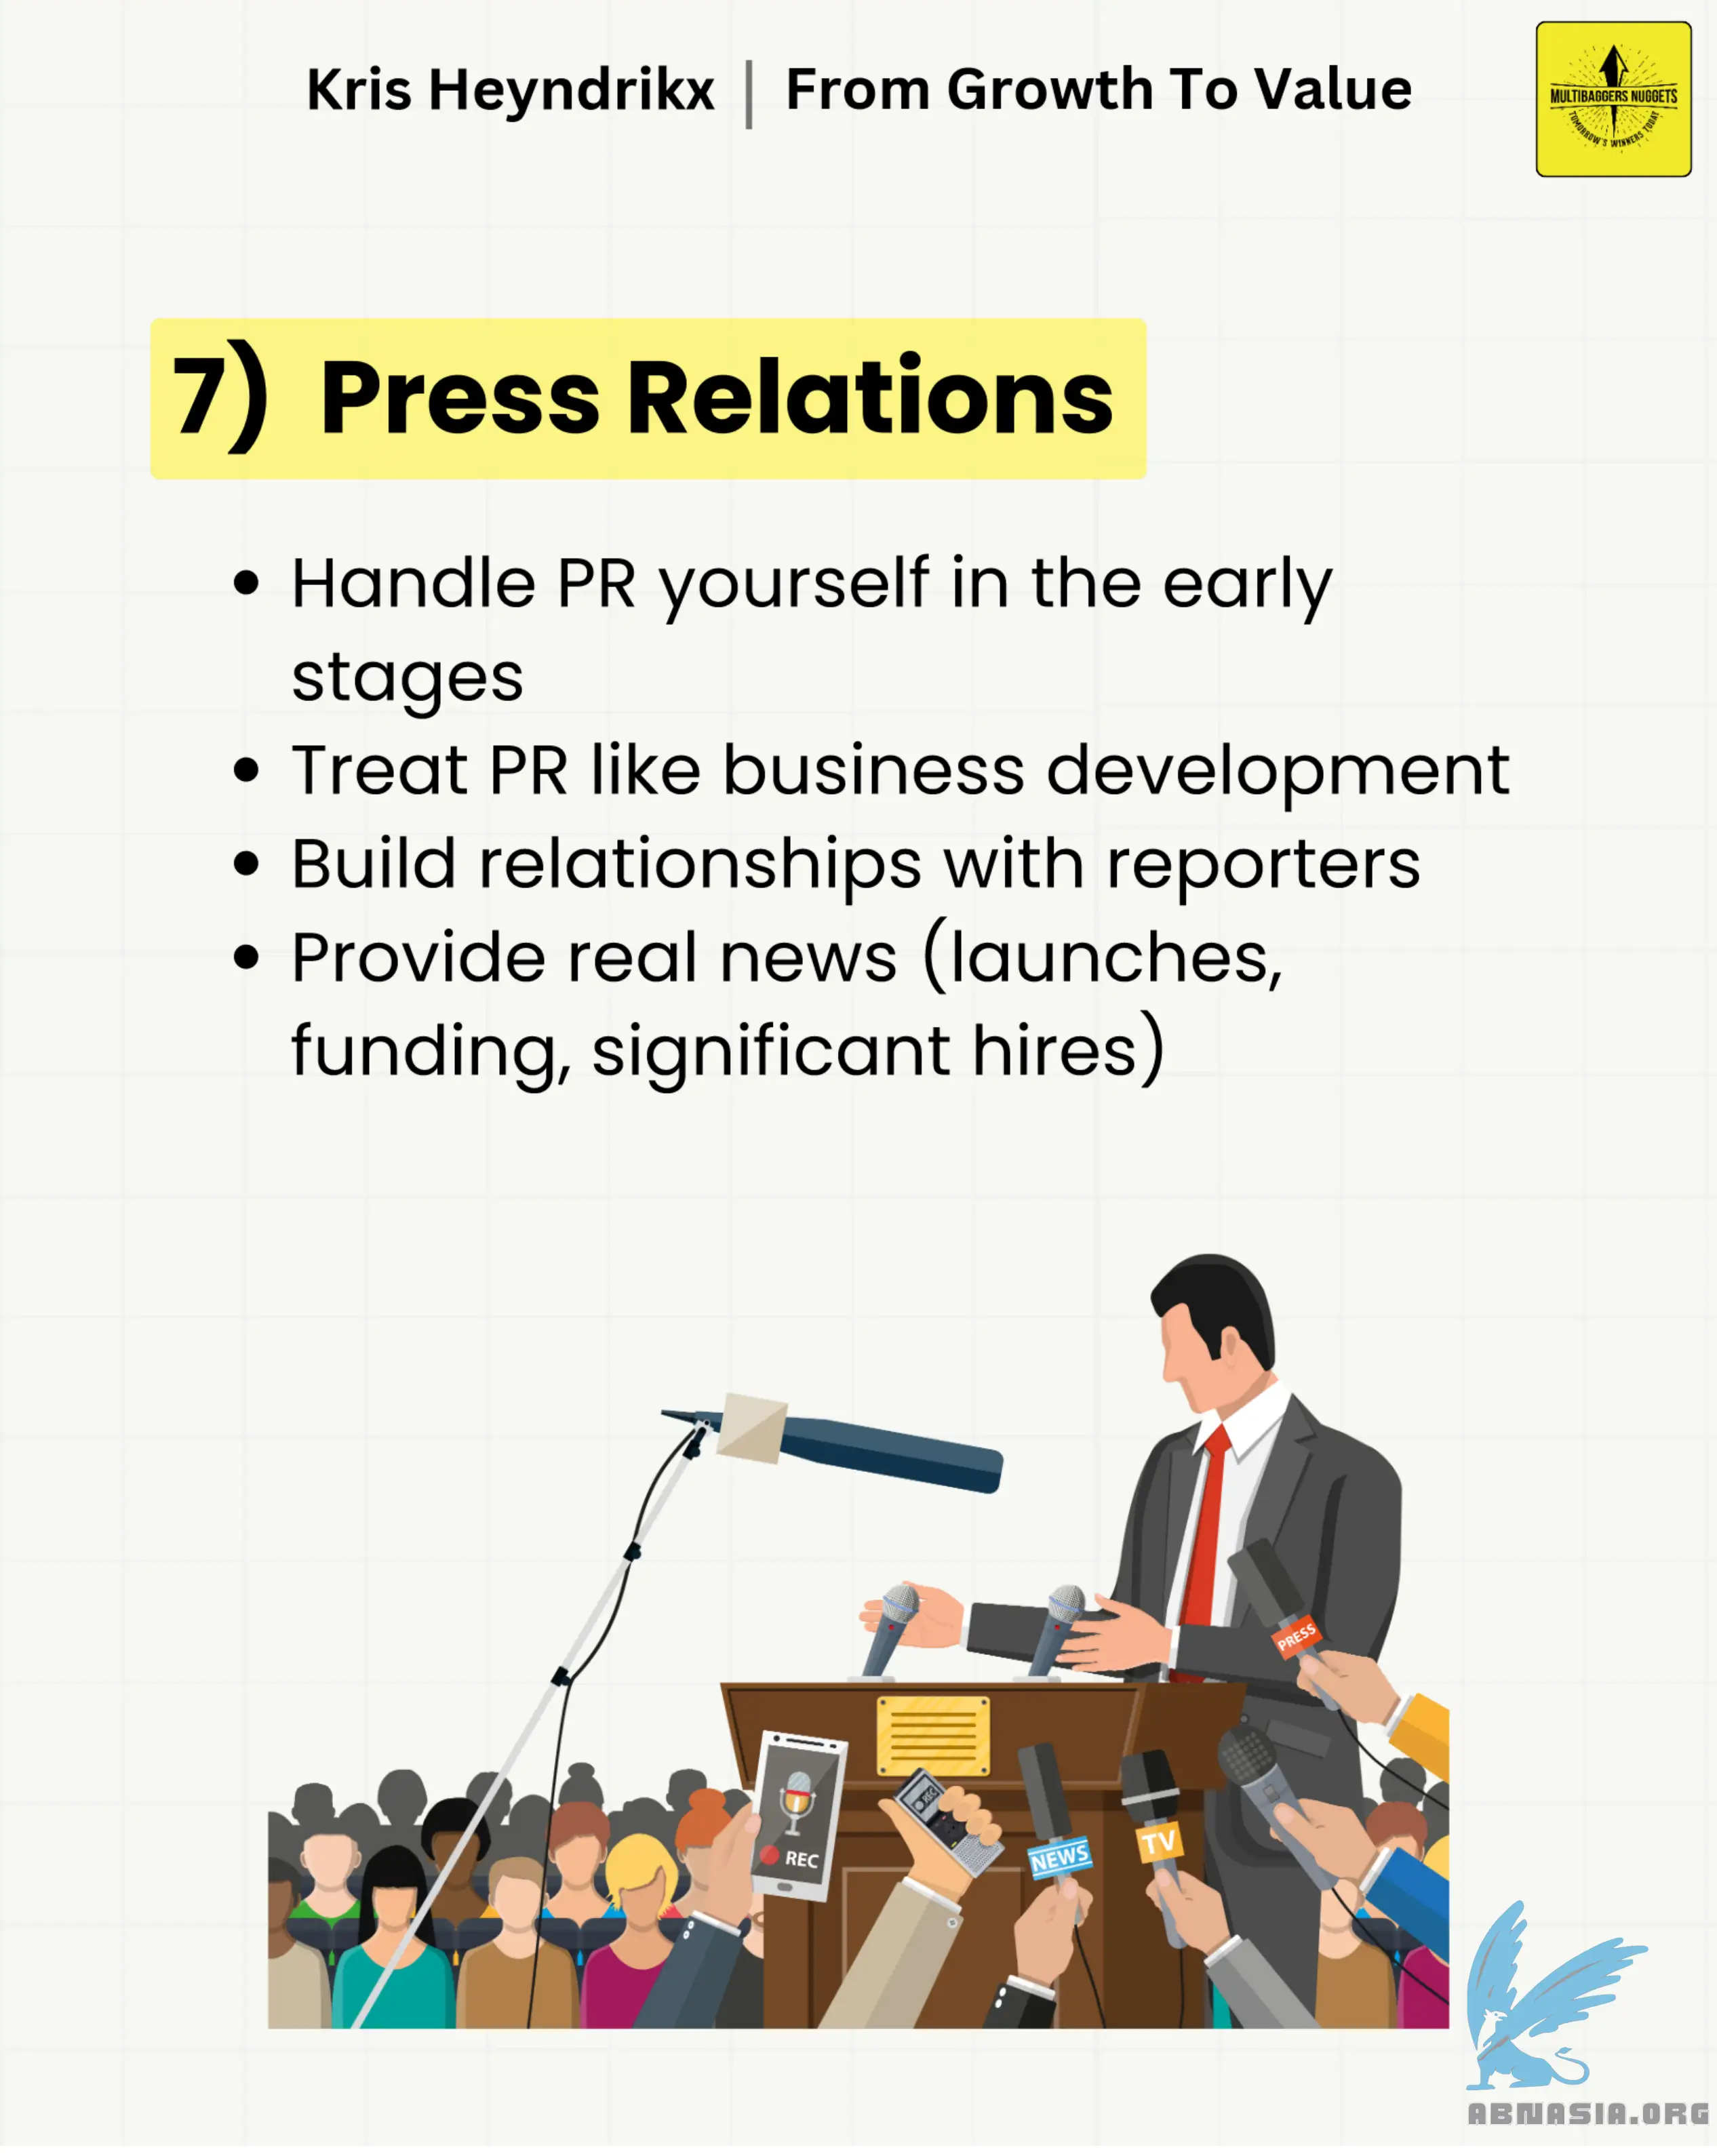 Kris Heyndrikx | From Growth To Value
MULTIBAGGERS NUGGETS
TOMORROW'S WINNERS TODAY
7) Press Relations
• Handle PR yourself in the early
stages
• Treat PR like business development
• Build relationships with reporters
• Provide real news (launches,
funding, significant hires)
PRESS
REC
REC
NEWS
TV
ABNASIA.ORG